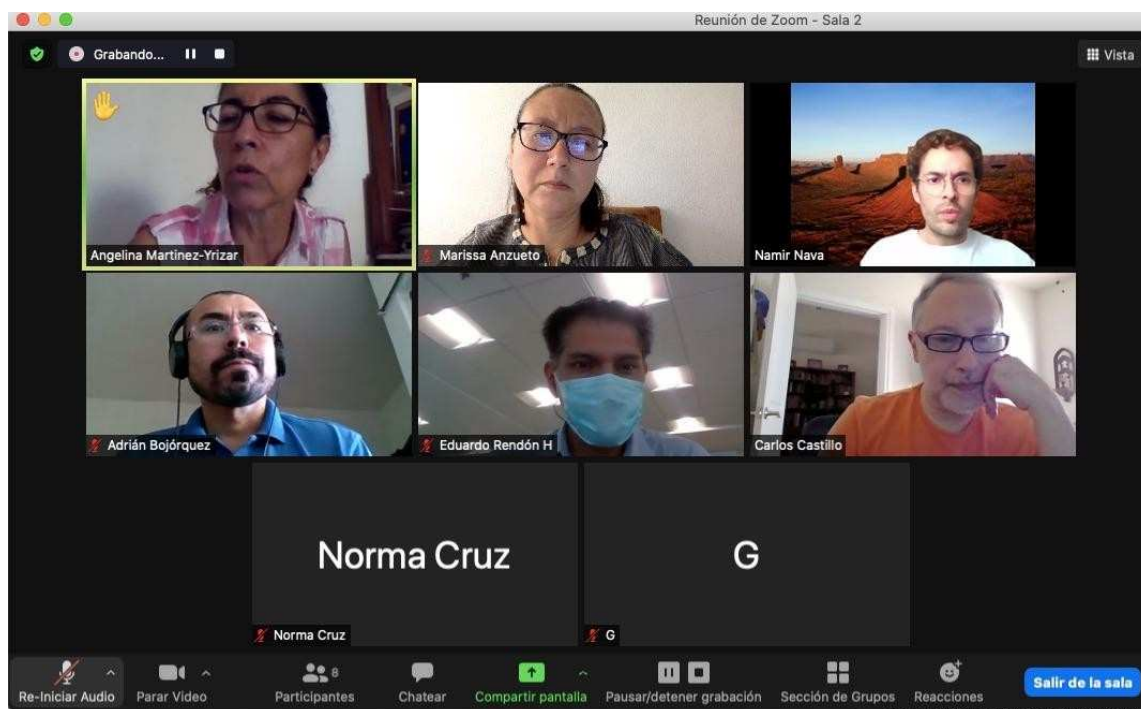 Reunión de Zoom - Sala 2
Grabando...
Vista
Angelina Martinez-Yrizar
Marissa Anzueto
Namir Nava
Adrián Bojórquez
Eduardo Rendón H
Carlos Castillo
Norma Cruz
G
Norma Cruz
G
8
Re-Iniciar Audio
Parar Video
Participantes
Chatear
Compartir pantalla
Pausar/detener grabación
Sección de Grupos
Reacciones
Salir de la sala